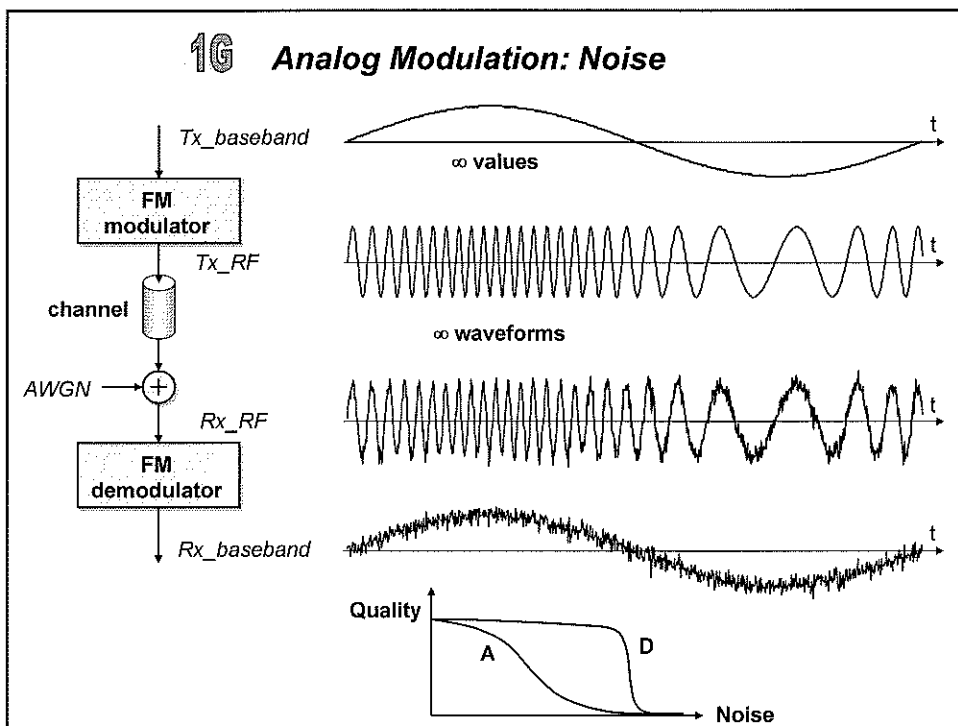 1G Analog Modulation: Noise
Tx_baseband
t
∞ values
FM
modulator
Tx_RF
t
channel
∞ waveforms
AWGN
+
Rx_RF
t
FM
demodulator
Rx_baseband
t
Quality
A
D
Noise